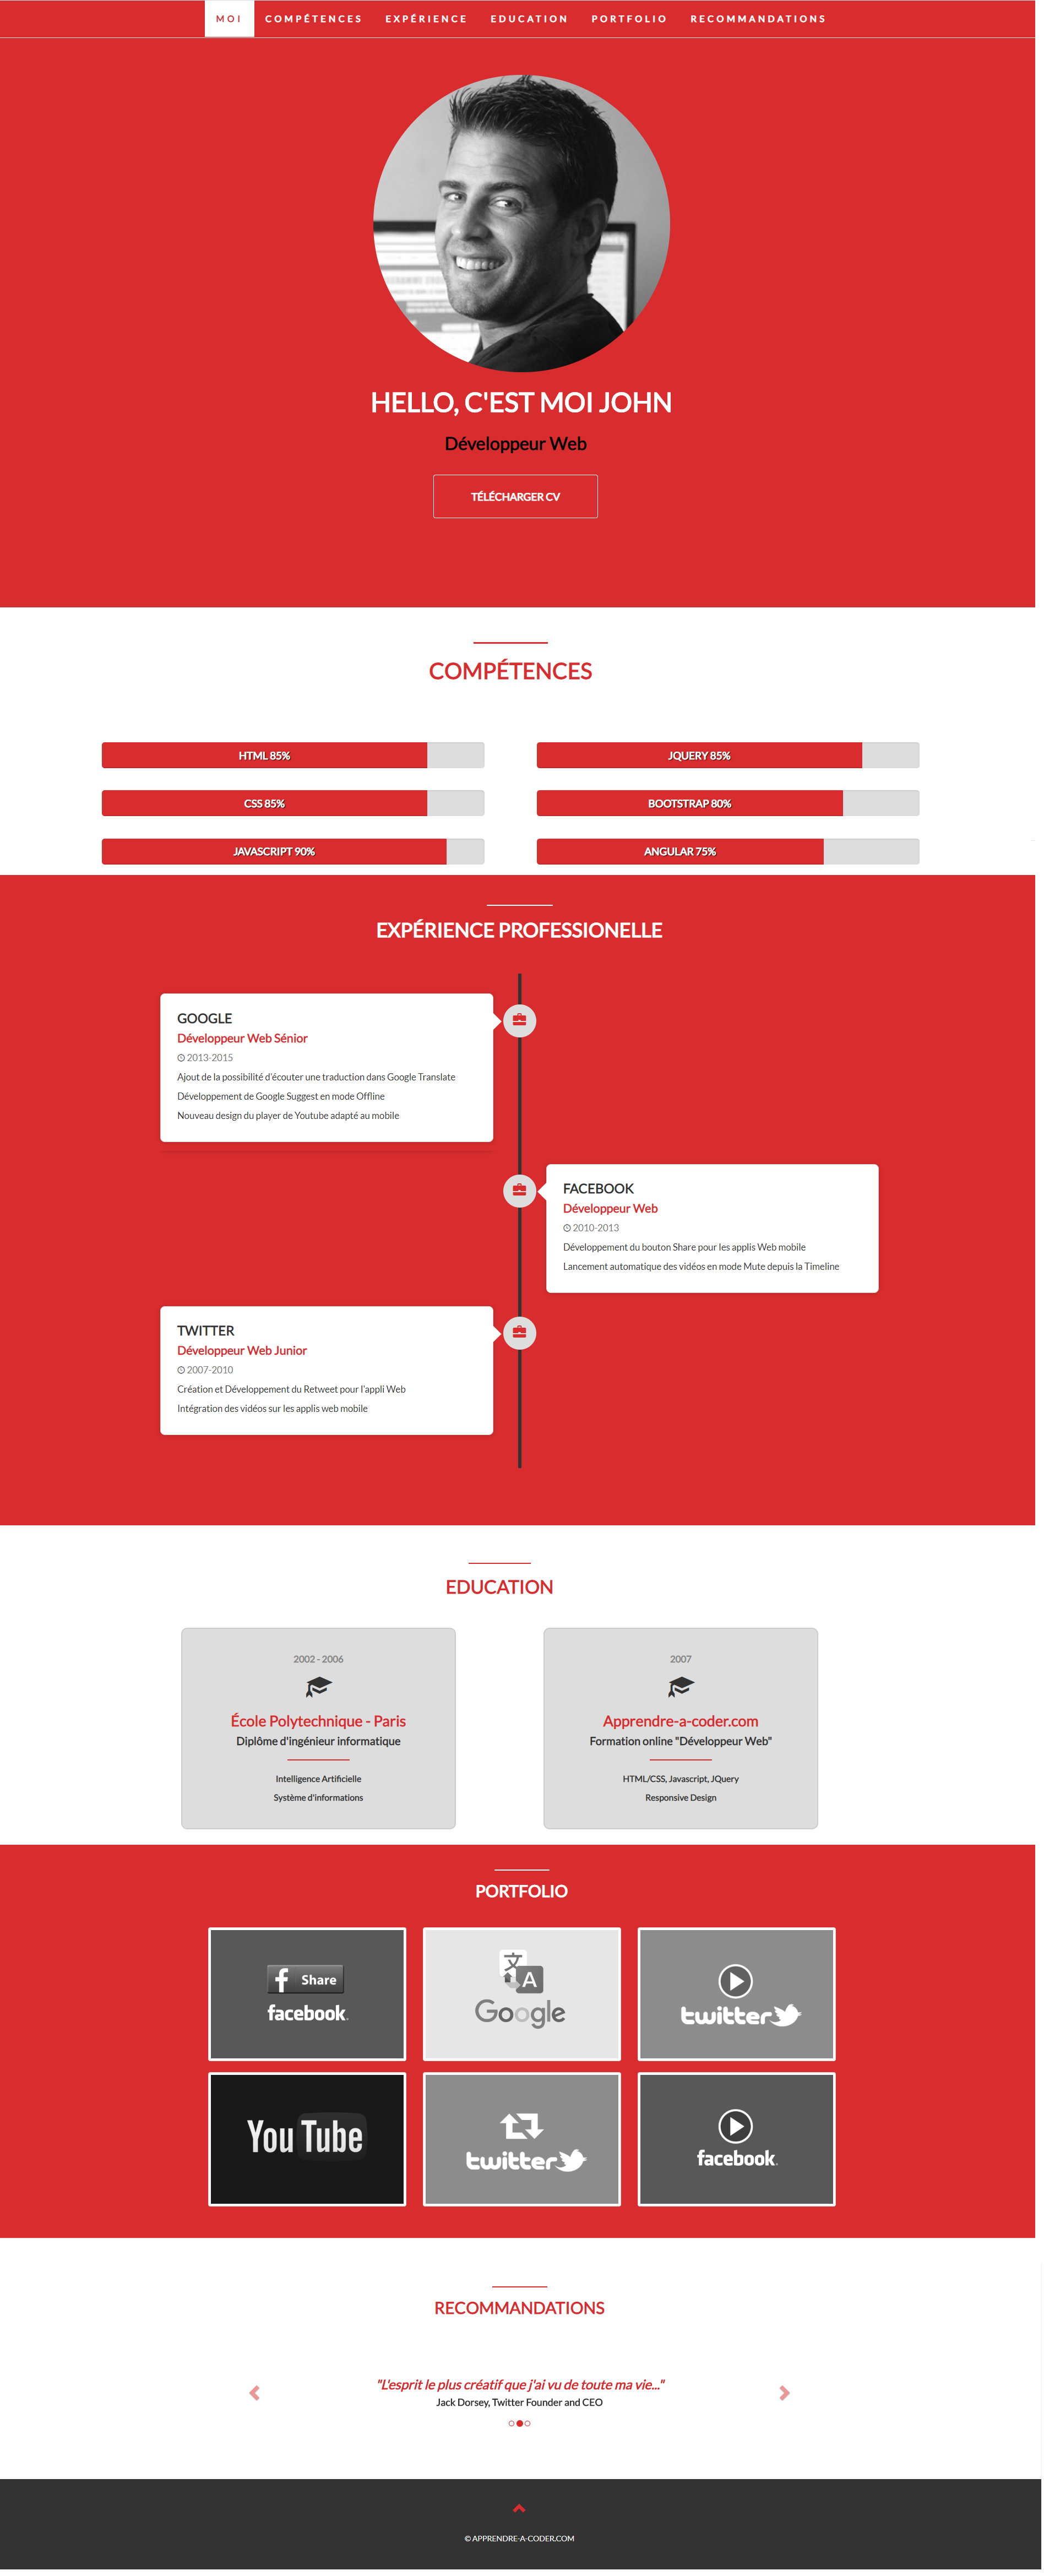 MOI COMPÉTENCES EXPÉRIENCE EDUCATION PORTFOLIO RECOMMANDATIONS
HELLO, C'EST MOI JOHN
Développeur Web
TÉLÉCHARGER CV
COMPÉTENCES
HTML 85%
JQUERY 85%
CSS 85%
BOOTSTRAP 80%
JAVASCRIPT 90%
ANGULAR 75%
EXPÉRIENCE PROFESSIONELLE
GOOGLE
Développeur Web Sénior
2013-2015
Ajout de la possibilité d'écouter une traduction dans Google Translate
Développement de Google Suggest en mode Offline
Nouveau design du player de Youtube adapté au mobile
FACEBOOK
Développeur Web
2010-2013
Développement du bouton Share pour les applis Web mobile
Lancement automatique des vidéos en mode Mute depuis la Timeline
TWITTER
Développeur Web Junior
2007-2010
Création et Développement du Retweet pour l'appli Web
Intégration des vidéos sur les applis web mobile
EDUCATION
2002 - 2006
École Polytechnique - Paris
Diplôme d'ingénieur informatique
Intelligence Artificielle
Système d'informations
2007
Apprendre-a-coder.com
Formation online "Développeur Web"
HTML/CSS, Javascript, JQuery
Responsive Design
PORTFOLIO
f Share
facebook.
文 A
Google
twitter
YouTube
twitter
facebook.
RECOMMANDATIONS
"L'esprit le plus créatif que j'ai vu de toute ma vie..."
Jack Dorsey, Twitter Founder and CEO
© APPRENDRE-A-CODER.COM